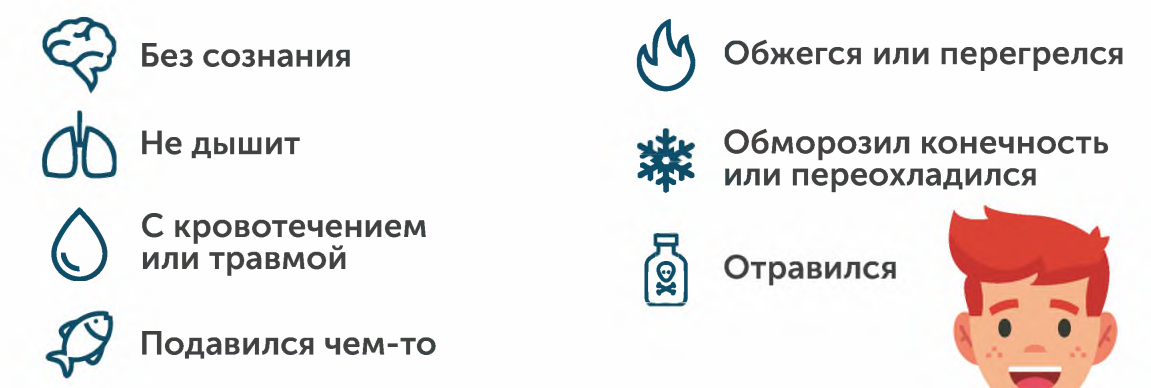 Без сознания
Не дышит
С кровотечением
или травмой
Подавился чем-то
Обжегся или перегрелся
Обморозил конечность
или переохладился
Отравился